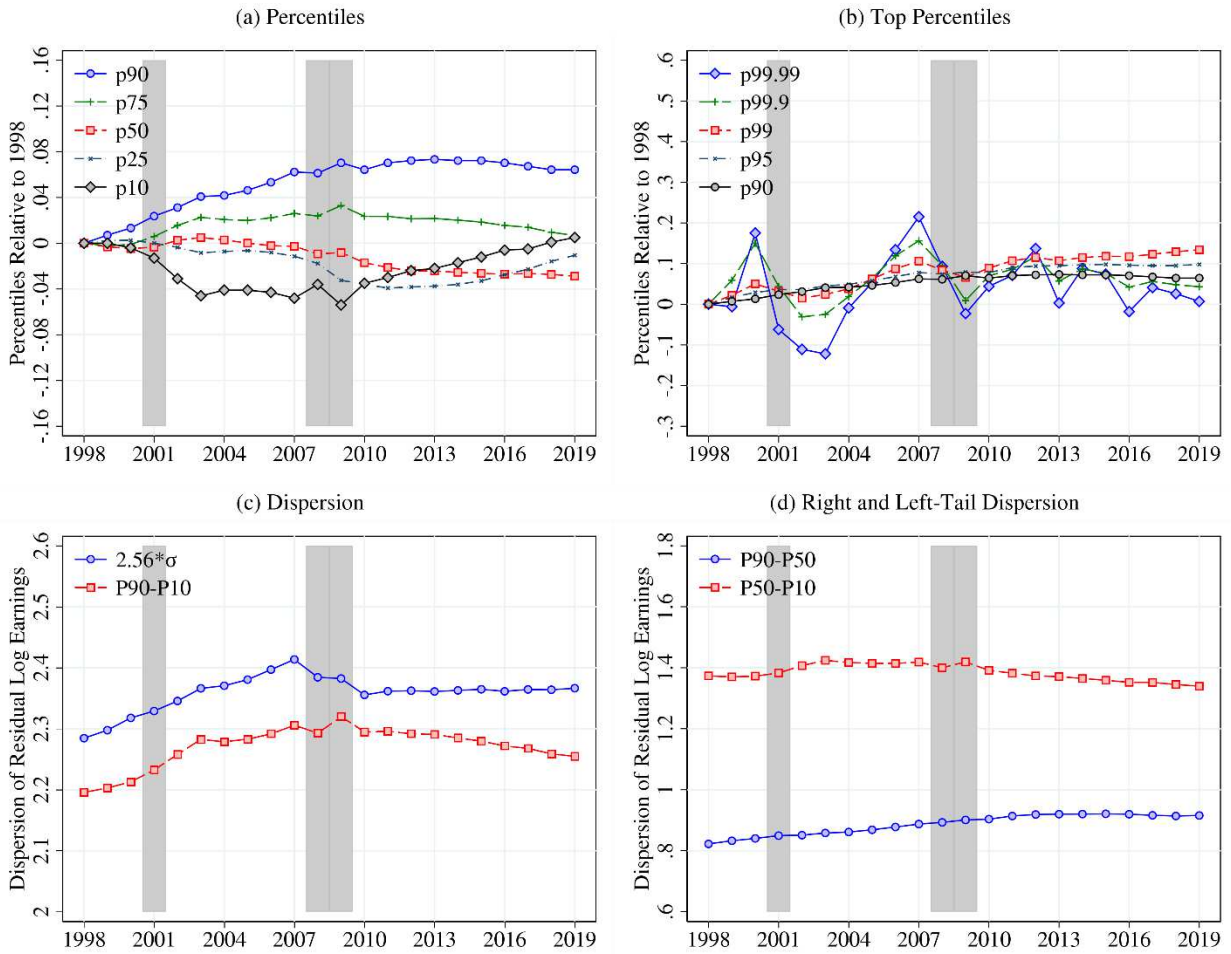 (a) Percentiles
Percentiles Relative to 1998
.16
.12
.08
.04
0
-.04
-.08
-.12
-.16
p90
p75
p50
p25
p10
1998 2001 2004 2007 2010 2013 2016 2019
(b) Top Percentiles
Percentiles Relative to 1998
.6
.5
.4
.3
.2
.1
0
-.1
-.2
-.3
p99.99
p99.9
p99
p95
p90
1998 2001 2004 2007 2010 2013 2016 2019
(c) Dispersion
Dispersion of Residual Log Earnings
2.6
2.5
2.4
2.3
2.2
2.1
2
2.56*σ
P90-P10
1998 2001 2004 2007 2010 2013 2016 2019
(d) Right and Left-Tail Dispersion
Dispersion of Residual Log Earnings
1.8
1.6
1.4
1.2
1
.8
.6
P90-P50
P50-P10
1998 2001 2004 2007 2010 2013 2016 2019